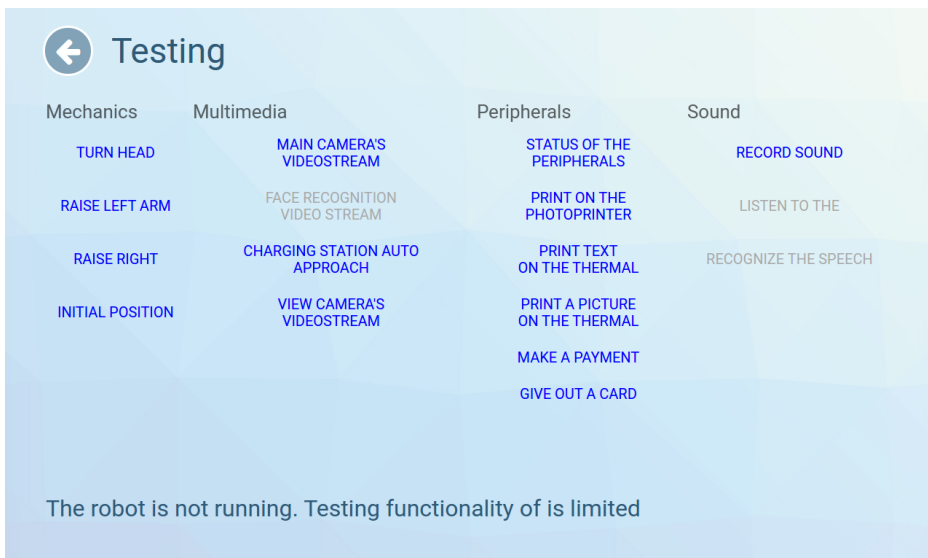 Testing
Mechanics
TURN HEAD
RAISE LEFT ARM
RAISE RIGHT
INITIAL POSITION
Multimedia
MAIN CAMERA'S
VIDEOSTREAM
FACE RECOGNITION
VIDEO STREAM
CHARGING STATION AUTO
APPROACH
VIEW CAMERA'S
VIDEOSTREAM
Peripherals
STATUS OF THE
PERIPHERALS
PRINT ON THE
PHOTOPRINTER
PRINT TEXT
ON THE THERMAL
PRINT A PICTURE
ON THE THERMAL
MAKE A PAYMENT
GIVE OUT A CARD
Sound
RECORD SOUND
LISTEN TO THE
RECOGNIZE THE SPEECH
The robot is not running. Testing functionality of is limited